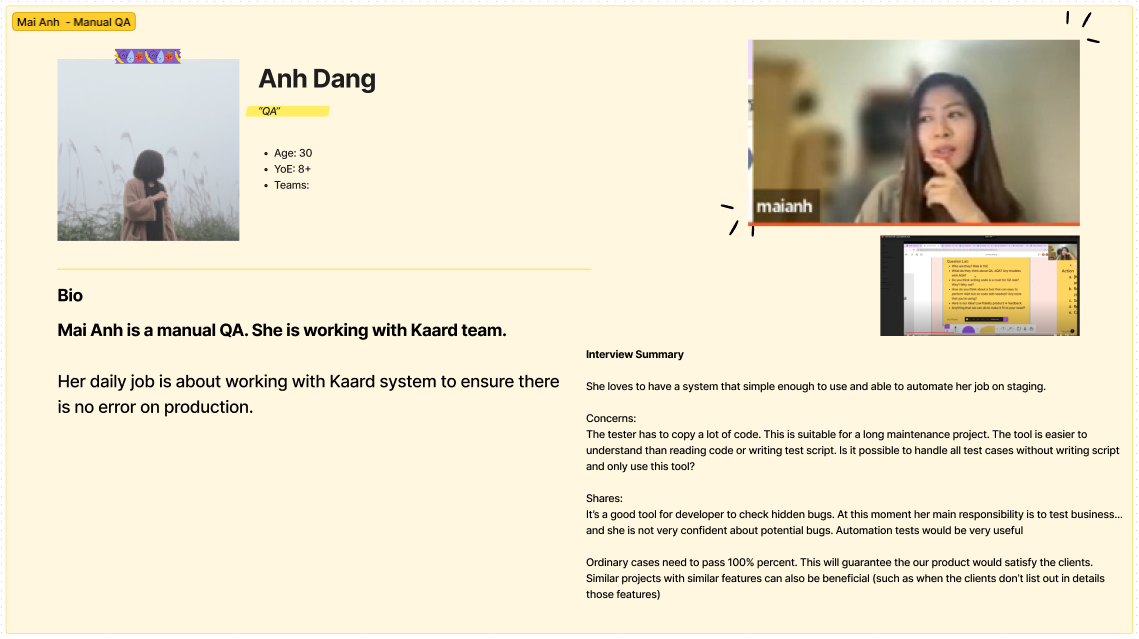 Mai Anh - Manual QA
Anh Dang
“QA”
• Age: 30
• YoE: 8+
• Teams:
maianh
Question List:
Action
Bio
Mai Anh is a manual QA. She is working with Kaard team.
Her daily job is about working with Kaard system to ensure there
is no error on production.
Interview Summary
She loves to have a system that simple enough to use and able to automate her job on staging.
Concerns:
The tester has to copy a lot of code. This is suitable for a long maintenance project. The tool is easier to
understand than reading code or writing test script. Is it possible to handle all test cases without writing script
and only use this tool?
Shares:
It’s a good tool for developer to check hidden bugs. At this moment her main responsibility is to test business...
and she is not very confident about potential bugs. Automation tests would be very useful
Ordinary cases need to pass 100% percent. This will guarantee the our product would satisfy the clients.
Similar projects with similar features can also be beneficial (such as when the clients don’t list out in details
those features)